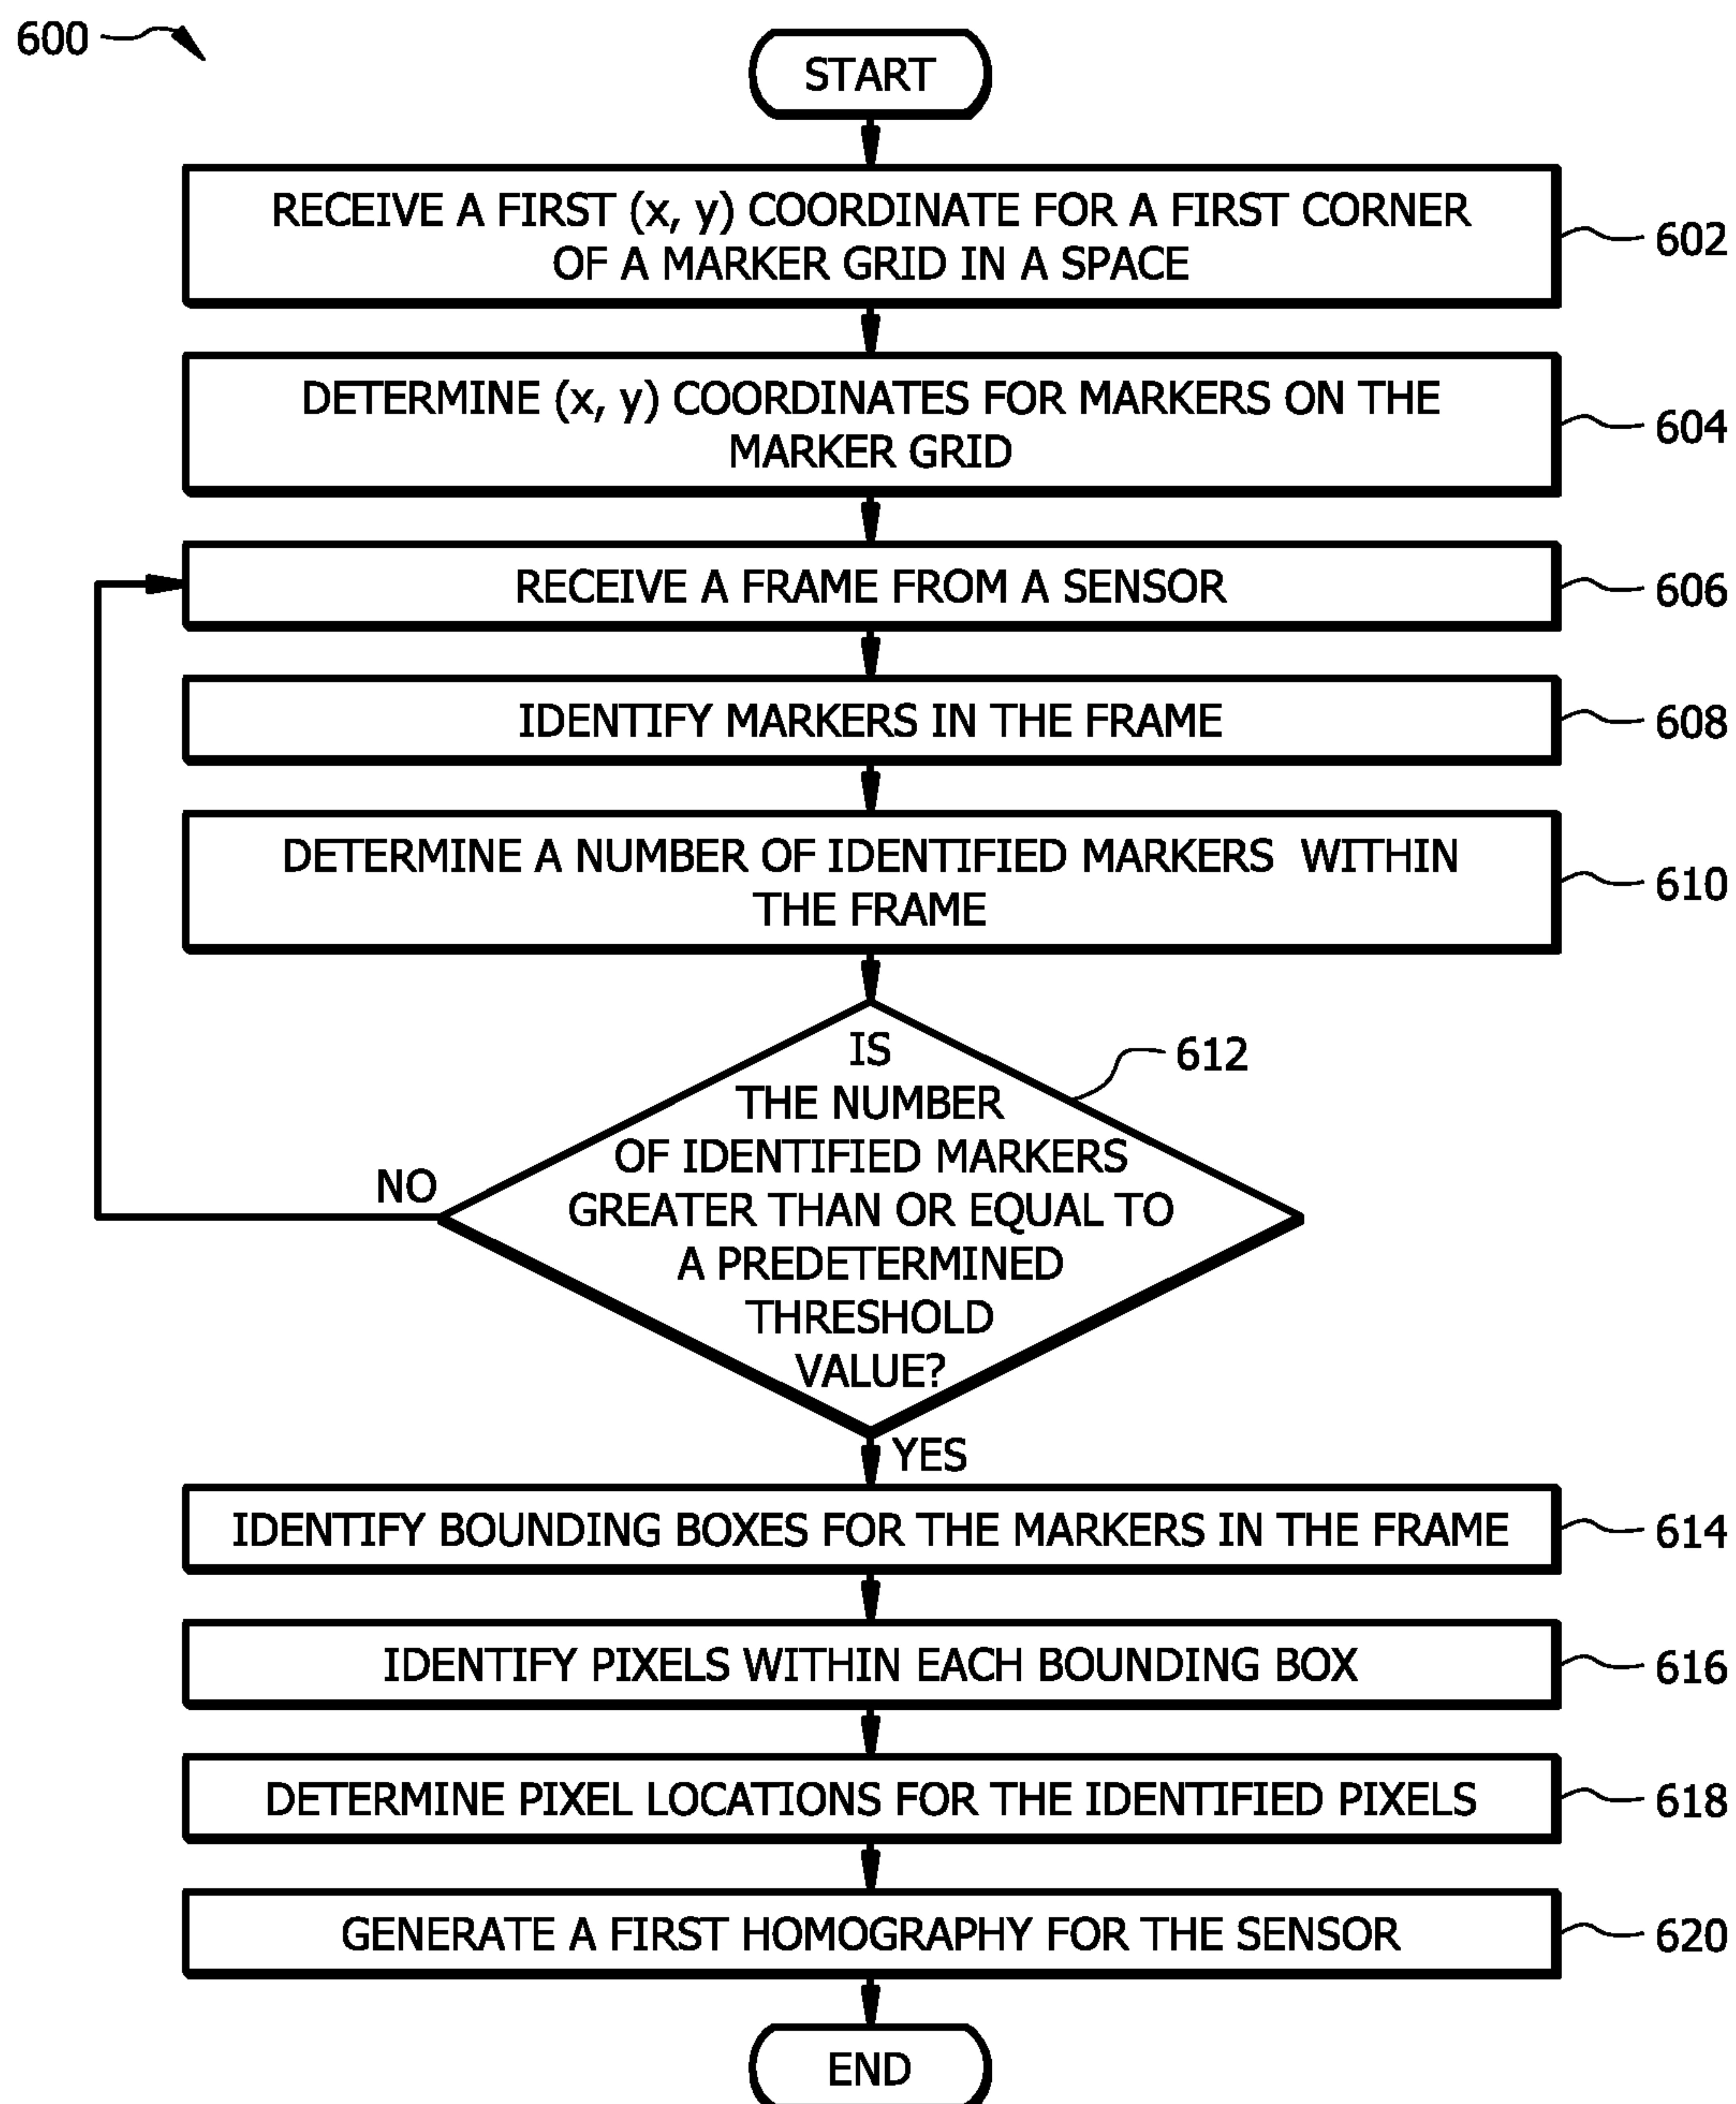 600
START
RECEIVE A FIRST (x, y) COORDINATE FOR A FIRST CORNER
OF A MARKER GRID IN A SPACE
602
DETERMINE (x, y) COORDINATES FOR MARKERS ON THE
MARKER GRID
604
RECEIVE A FRAME FROM A SENSOR
606
IDENTIFY MARKERS IN THE FRAME
608
DETERMINE A NUMBER OF IDENTIFIED MARKERS WITHIN
THE FRAME
610
IS
THE NUMBER
OF IDENTIFIED MARKERS
GREATER THAN OR EQUAL TO
A PREDETERMINED
THRESHOLD
VALUE?
612
NO
YES
IDENTIFY BOUNDING BOXES FOR THE MARKERS IN THE FRAME
614
IDENTIFY PIXELS WITHIN EACH BOUNDING BOX
616
DETERMINE PIXEL LOCATIONS FOR THE IDENTIFIED PIXELS
618
GENERATE A FIRST HOMOGRAPHY FOR THE SENSOR
620
END